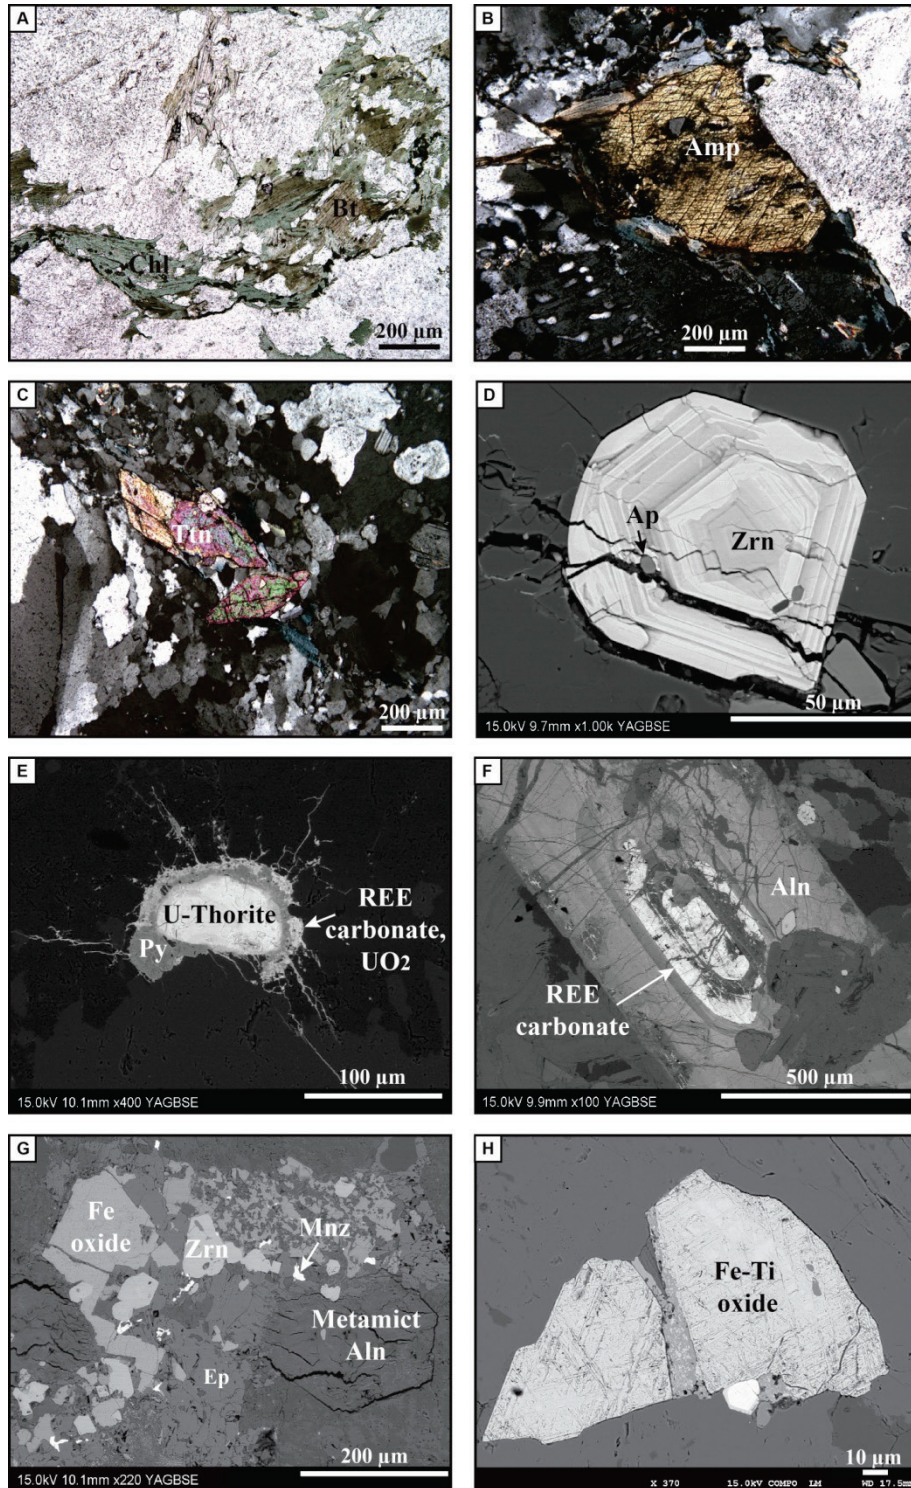 A
Bt
Chl
200 µm
B
Amp
200 µm
C
Ttn
200 µm
D
Ap
Zrn
50 µm
15.0kV 9.7mm x1.00k YAGBSE
E
U-Thorite
REE
carbonate,
UO2
Py
100 µm
15.0kV 10.1mm x400 YAGBSE
F
Aln
REE
carbonate
500 µm
15.0kV 9.9mm x100 YAGBSE
G
Fe
oxide
Zrn
Mnz
Metamict
Aln
Ep
200 µm
15.0kV 10.1mm x220 YAGBSE
H
Fe-Ti
oxide
10 µm
X 370 15.0kV COMPO LM WD 17.5mm